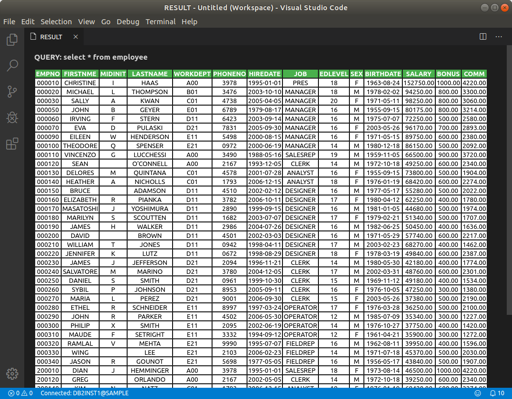 RESULT - Untitled (Workspace) - Visual Studio Code
File Edit Selection View Go Debug Terminal Help
RESULT
QUERY: select * from employee
EMPNO FIRSTNME MIDINIT LASTNAME WORKDEPT PHONENO HIREDATE JOB EDLEVEL SEX BIRTHDATE SALARY BONUS COMM
000010 CHRISTINE I HAAS A00 3978 1995-01-01 PRES 18 F 1963-08-24 152750.00 1000.00 4220.00
000020 MICHAEL L THOMPSON B01 3476 2003-10-10 MANAGER 18 M 1978-02-02 94250.00 800.00 3300.00
000030 SALLY A KWAN C01 4738 2005-04-05 MANAGER 20 F 1971-05-11 98250.00 800.00 3060.00
000050 JOHN B GEYER E01 6789 1979-08-17 MANAGER 16 M 1955-09-15 80175.00 800.00 3214.00
000060 IRVING F STERN D11 6423 2003-09-14 MANAGER 16 M 1975-07-07 72250.00 500.00 2580.00
000070 EVA D PULASKI D21 7831 2005-09-30 MANAGER 16 F 2003-05-26 96170.00 700.00 2893.00
000090 EILEEN W HENDERSON E11 5498 2000-08-15 MANAGER 16 F 1971-05-15 89750.00 600.00 2380.00
000100 THEODORE Q SPENSER E21 0972 2000-06-19 MANAGER 14 M 1980-12-18 86150.00 500.00 2092.00
000110 VINCENZO G LUCCHESSI A00 3490 1988-05-16 SALESREP 19 M 1959-11-05 66500.00 900.00 3720.00
000120 SEAN O'CONNELL A00 2167 1993-12-05 CLERK 14 M 1972-10-18 49250.00 600.00 2340.00
000130 DELORES M QUINTANA C01 4578 2001-07-28 ANALYST 16 F 1955-09-15 73800.00 500.00 1904.00
000140 HEATHER A NICHOLLS C01 1793 2006-12-15 ANALYST 18 F 1976-01-19 68420.00 600.00 2274.00
000150 BRUCE ADAMSON D11 4510 2002-02-12 DESIGNER 16 M 1977-05-17 55280.00 500.00 2022.00
000160 ELIZABETH R PIANKA D11 3782 2006-10-11 DESIGNER 17 F 1980-04-12 62250.00 400.00 1780.00
000170 MASATOSHI J YOSHIMURA D11 2890 1999-09-15 DESIGNER 16 M 1981-01-05 44680.00 500.00 1974.00
000180 MARILYN S SCOUTTEN D11 1682 2003-07-07 DESIGNER 17 F 1979-02-21 51340.00 500.00 1707.00
000190 JAMES H WALKER D11 2986 2004-07-26 DESIGNER 16 M 1982-06-25 50450.00 400.00 1636.00
000200 DAVID BROWN D11 4501 2002-03-03 DESIGNER 16 M 1971-05-29 57740.00 600.00 2217.00
000210 WILLIAM T JONES D11 0942 1998-04-11 DESIGNER 17 M 2003-02-23 68270.00 400.00 1462.00
000220 JENNIFER K LUTZ D11 0672 1998-08-29 DESIGNER 18 F 1978-03-19 49840.00 600.00 2387.00
000230 JAMES J JEFFERSON D21 2094 1996-11-21 CLERK 14 M 1980-05-30 42180.00 400.00 1774.00
000240 SALVATORE M MARINO D21 3780 2004-12-05 CLERK 17 M 2002-03-31 48760.00 600.00 2301.00
000250 DANIEL S SMITH D21 0961 1999-10-30 CLERK 15 M 1969-11-12 49180.00 400.00 1534.00
000260 SYBIL P JOHNSON D21 8953 2005-09-11 CLERK 16 F 1976-10-05 47250.00 300.00 1380.00
000270 MARIA L PEREZ D21 9001 2006-09-30 CLERK 15 F 2003-05-26 37380.00 500.00 2190.00
000280 ETHEL R SCHNEIDER E11 8997 1997-03-24 OPERATOR 17 F 1976-03-28 36250.00 500.00 2100.00
000290 JOHN R PARKER E11 4502 2006-05-30 OPERATOR 12 M 1985-07-09 35340.00 300.00 1227.00
000300 PHILIP X SMITH E11 2095 2002-06-19 OPERATOR 14 M 1976-10-27 37750.00 400.00 1420.00
000310 MAUDE F SETRIGHT E11 3332 1994-09-12 OPERATOR 12 F 1961-04-21 35900.00 300.00 1272.00
000320 RAMLAL V MEHTA E21 9990 1995-07-07 FIELDREP 16 M 1962-08-11 39950.00 400.00 1596.00
000330 WING LEE E21 2103 2006-02-23 FIELDREP 14 M 1971-07-18 45370.00 500.00 2030.00
000340 JASON R GOUNOT E21 5698 1977-05-05 FIELDREP 16 M 1956-05-17 43840.00 500.00 1907.00
200010 DIAN J HEMMINGER A00 3978 1995-01-01 SALESREP 18 F 1973-08-14 46500.00 1000.00 4220.00
200120 GREG ORLANDO A00 2167 2002-05-05 CLERK 14 M 1972-10-18 39250.00 600.00 2340.00
0 0 Connected: DB2INST1@SAMPLE 10